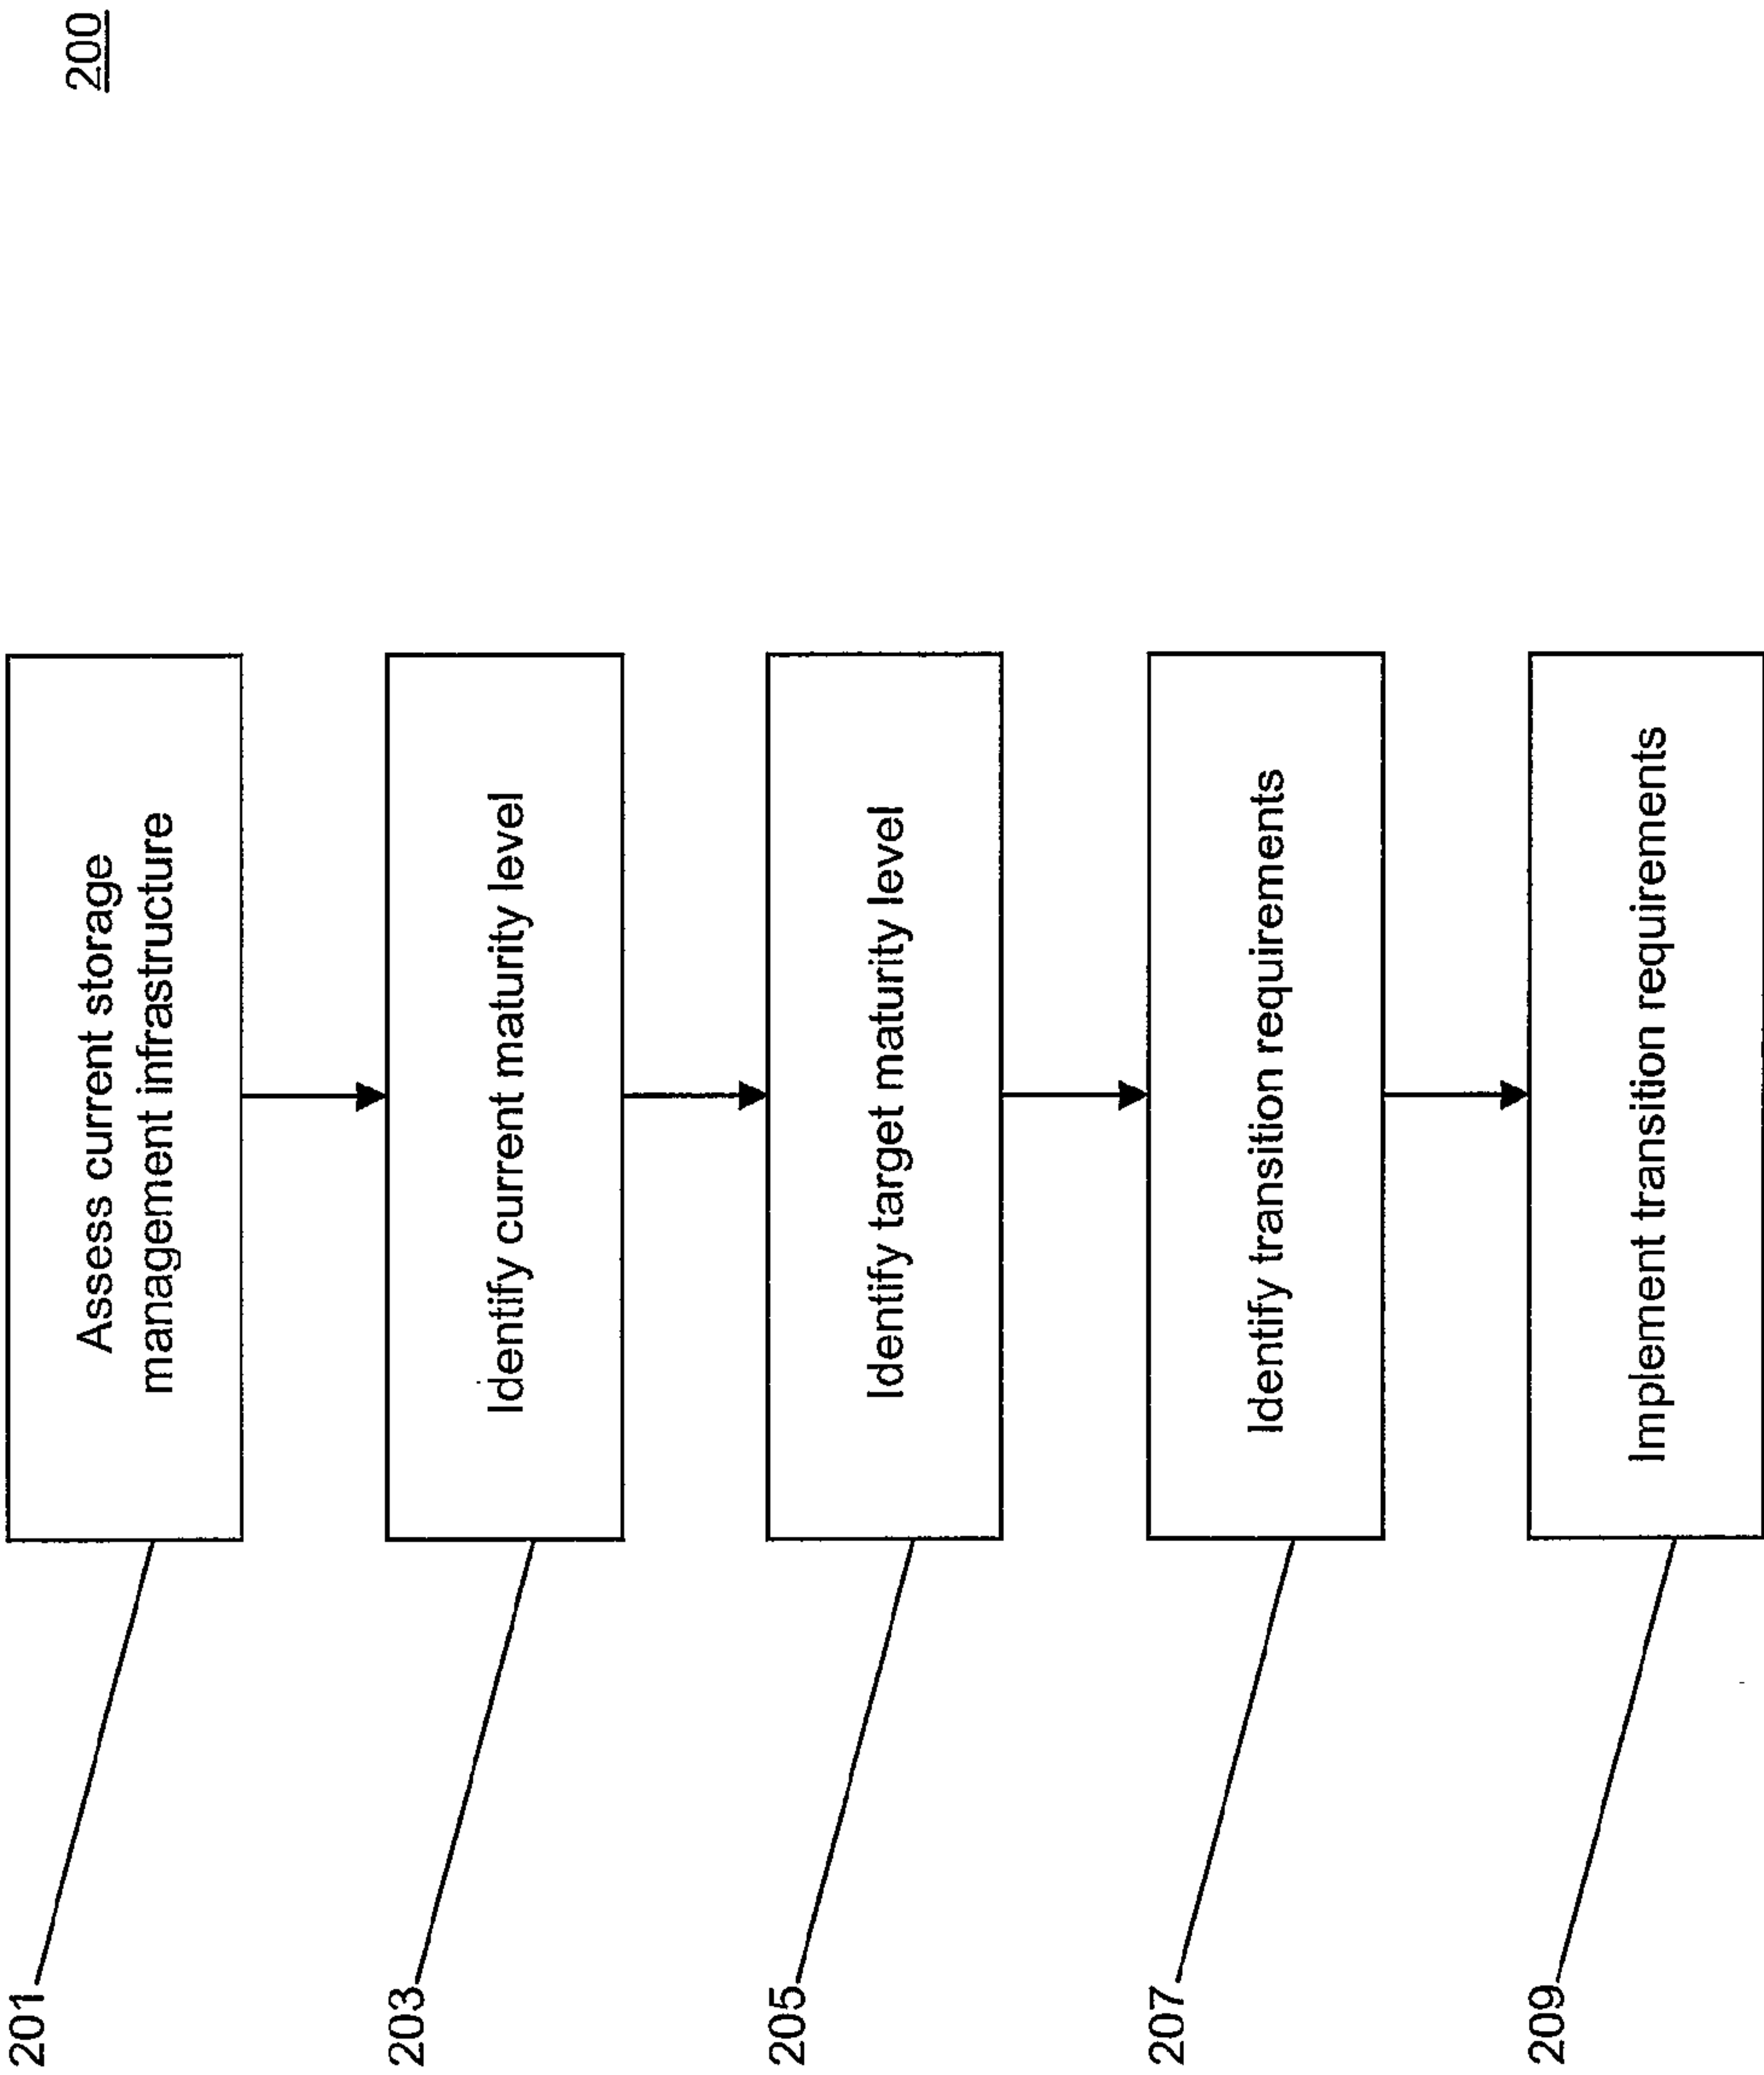 200
201
Assess current storage
management infrastructure
203
Identify current maturity level
205
Identify target maturity level
207
Identify transition requirements
209
Implement transition requirements